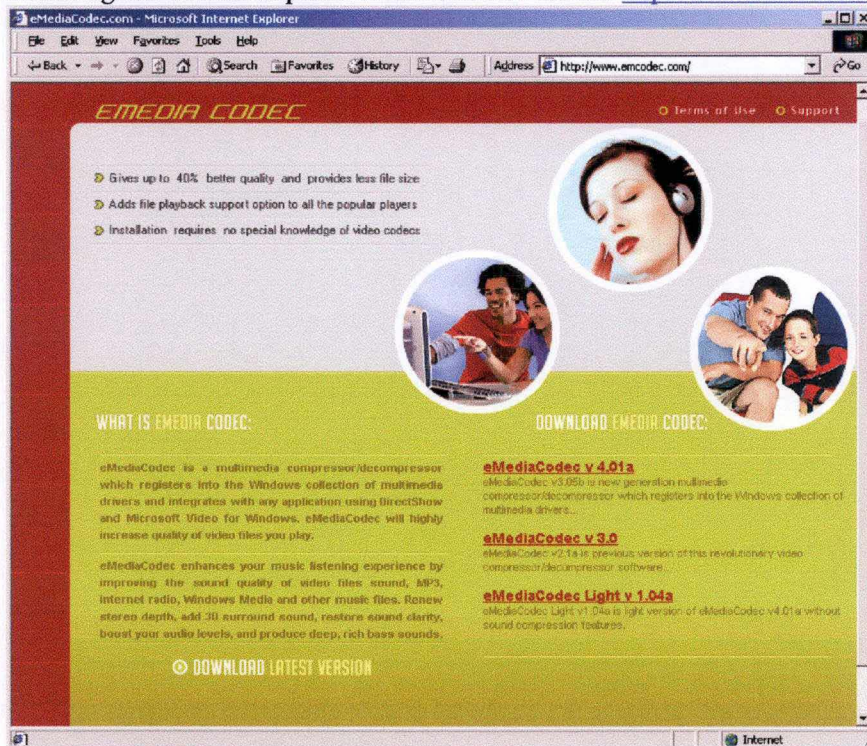 eMediaCodec.com - Microsoft Internet Explorer
File Edit View Favorites Tools Help
Back Search Favorites History Address http://www.emcodec.com/ Go
EMEDIA CODEC
Terms of Use Support
Gives up to 40% better quality and provides less file size
Adds file playback support option to all the popular players
Installation requires no special knowledge of video codecs
WHAT IS EMEDIA CODEC:
eMediaCodec is a multimedia compressor/decompressor
which registers into the Windows collection of multimedia
drivers and integrates with any application using DirectShow
and Microsoft Video for Windows. eMediaCodec will highly
increase quality of video files you play.
eMediaCodec enhances your music listening experience by
improving the sound quality of video files sound, MP3,
internet radio, Windows Media and other music files. Renew
stereo depth, add 3D surround sound, restore sound clarity,
boost your audio levels, and produce deep, rich bass sounds.
DOWNLOAD LATEST VERSION
DOWNLOAD EMEDIA CODEC:
eMediaCodec v 4.01a
eMediaCodec v3.05b is new generation multimedia
compressor/decompressor which registers into the Windows collection of
multimedia drivers...
eMediaCodec v 3.0
eMediaCodec v2.1a is previous version of this revolutionary video
compressor/decompressor software...
eMediaCodec Light v 1.04a
eMediaCodec Light v1.04a is light version of eMediaCodec v4.01a without
sound compression features.
Internet